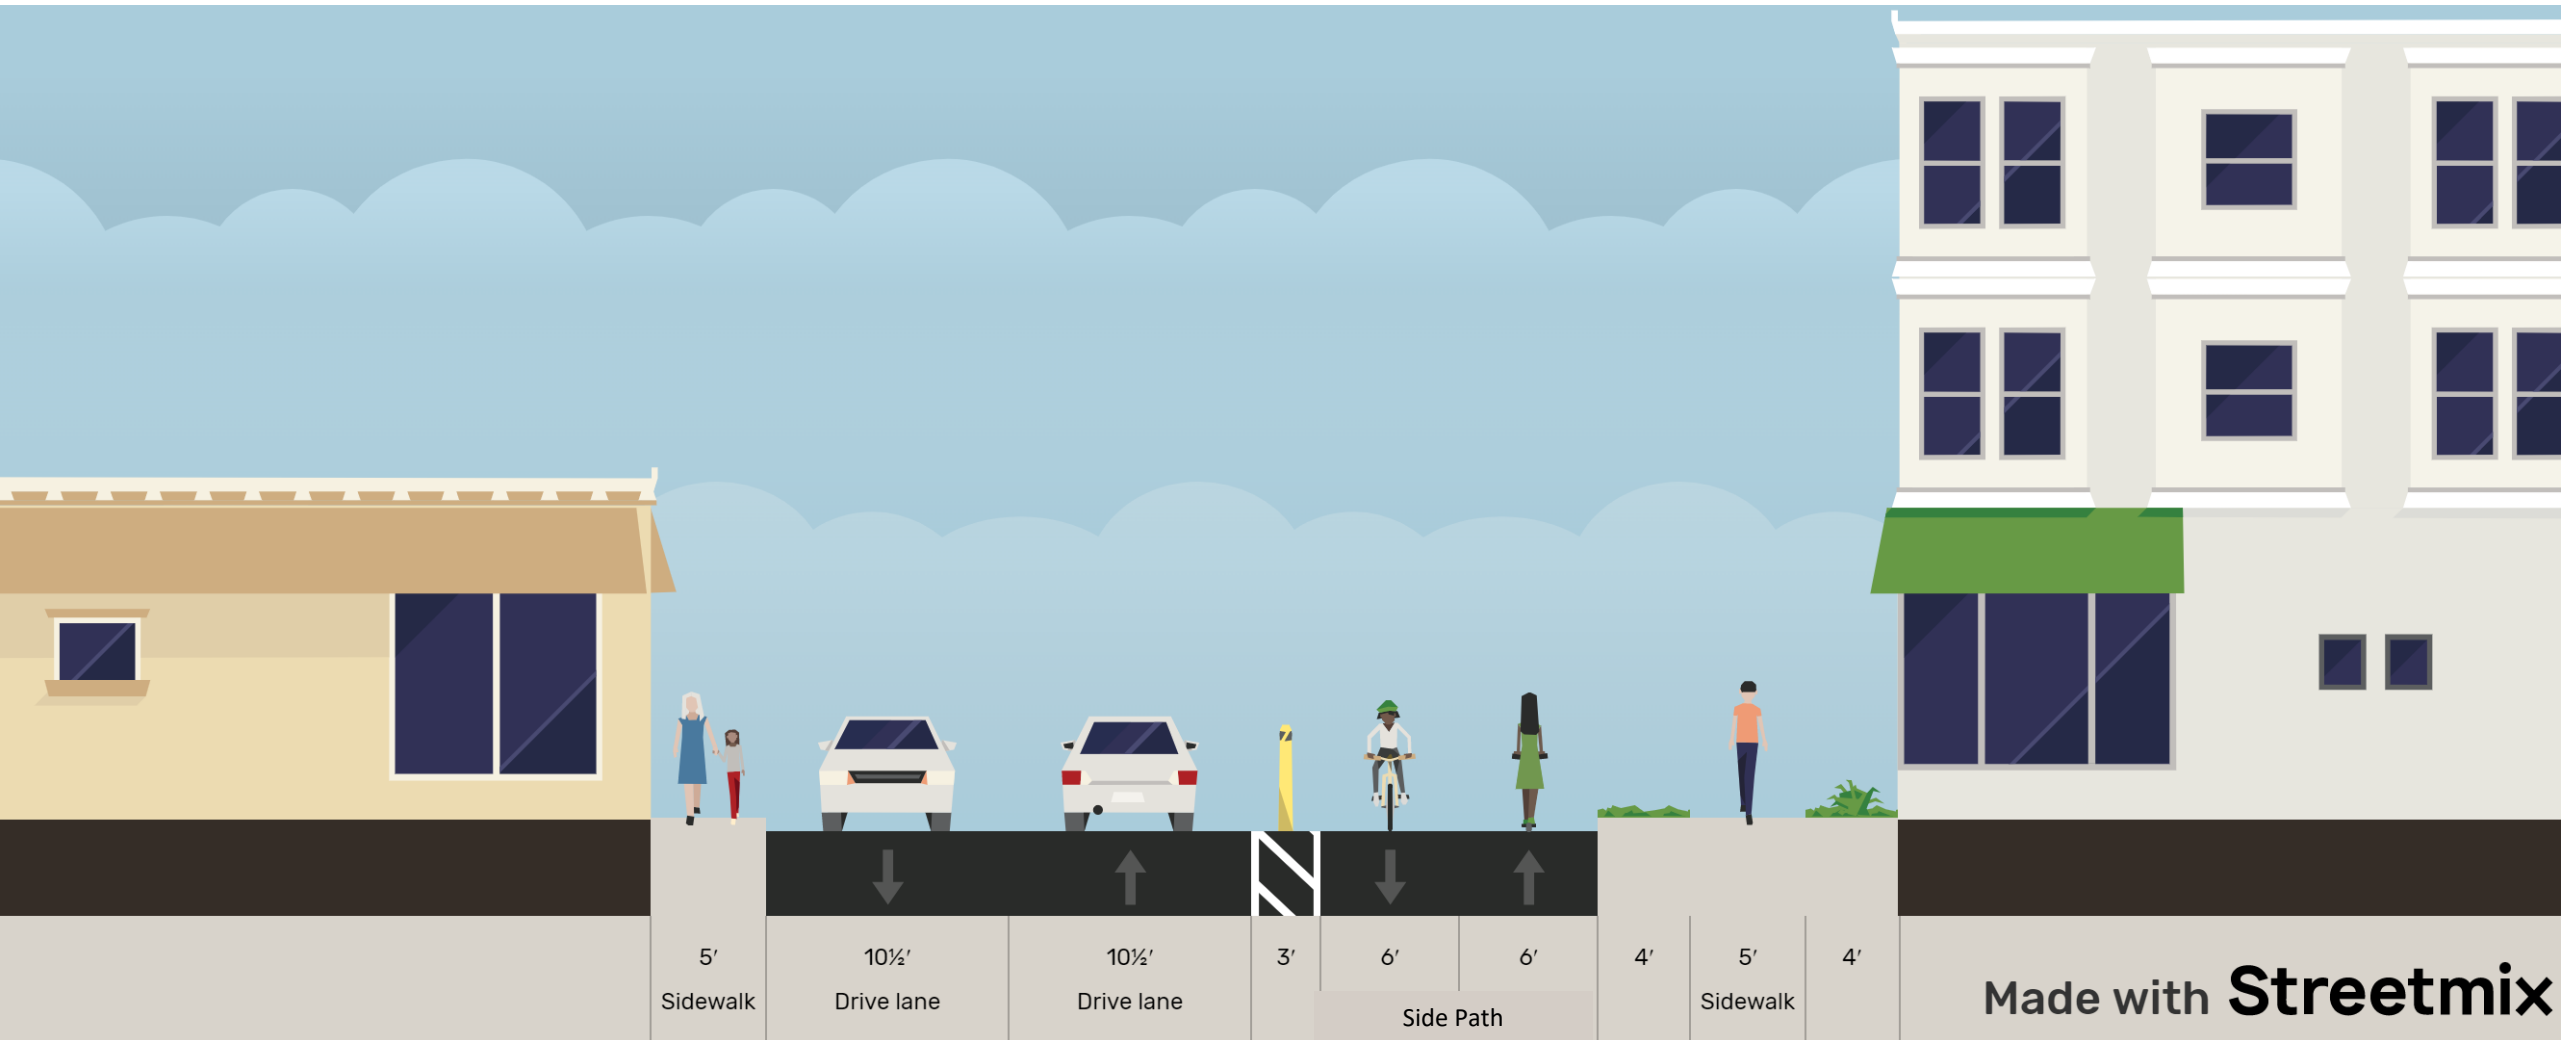 5′
10½′
10½′
3′
6′
6′
4′
5′
4′
Sidewalk
Drive lane
Drive lane
Side Path
Sidewalk
Made with Streetmix